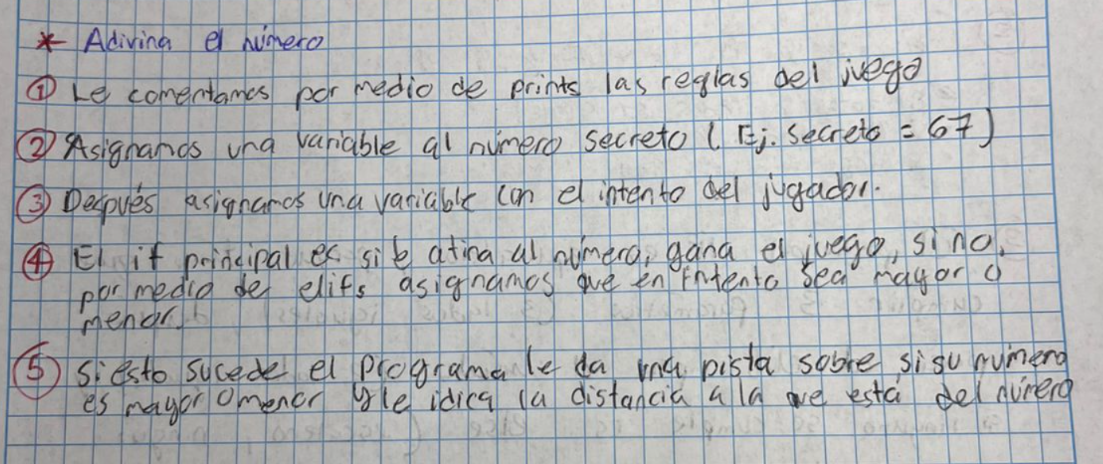 * Adivina el número
① Le comentamos por medio de prints las reglas del juego
② Asignamos una variable al número secreto ( Ej. Secreto = 67)
③ Después asignamos una variable con el intento del jugador.
④ El if principal es si le atina al número, gana el juego, si no,
por medio de elifs asignamos que en intento sea mayor o
menor.
⑤ si esto sucede el programa le da una pista sobre si su número
es mayor o menor y le idica la distancia a la que está del número